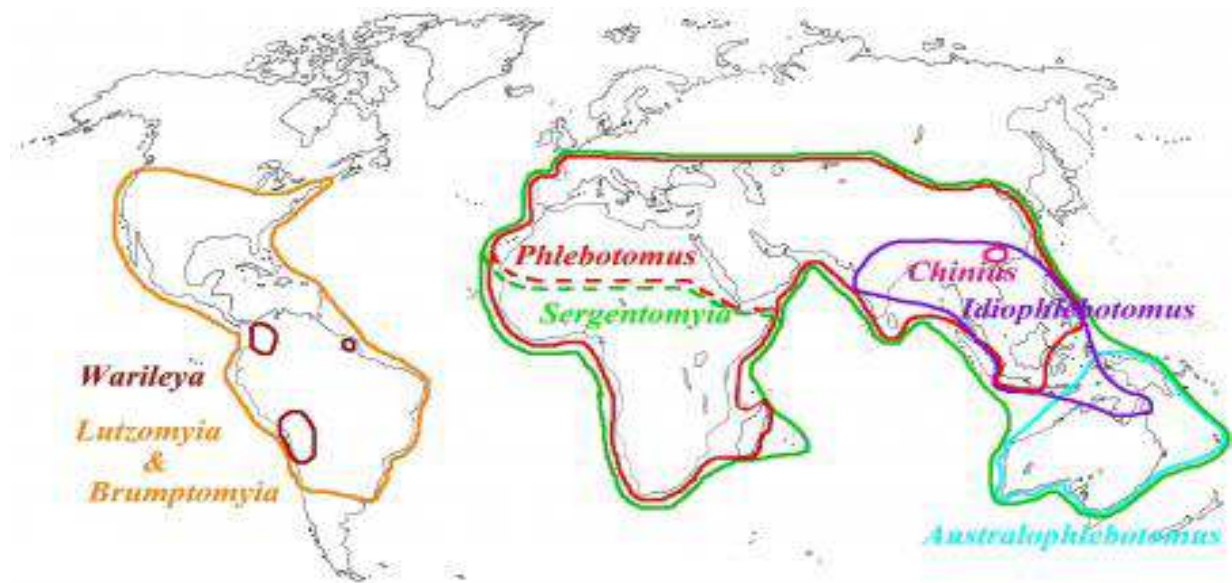 Phlebotomus
Sergentomyia
Chinius
Idiophlebotomus
Warileya
Lutzomyia
&
Brumptomyia
Australophlebotomus